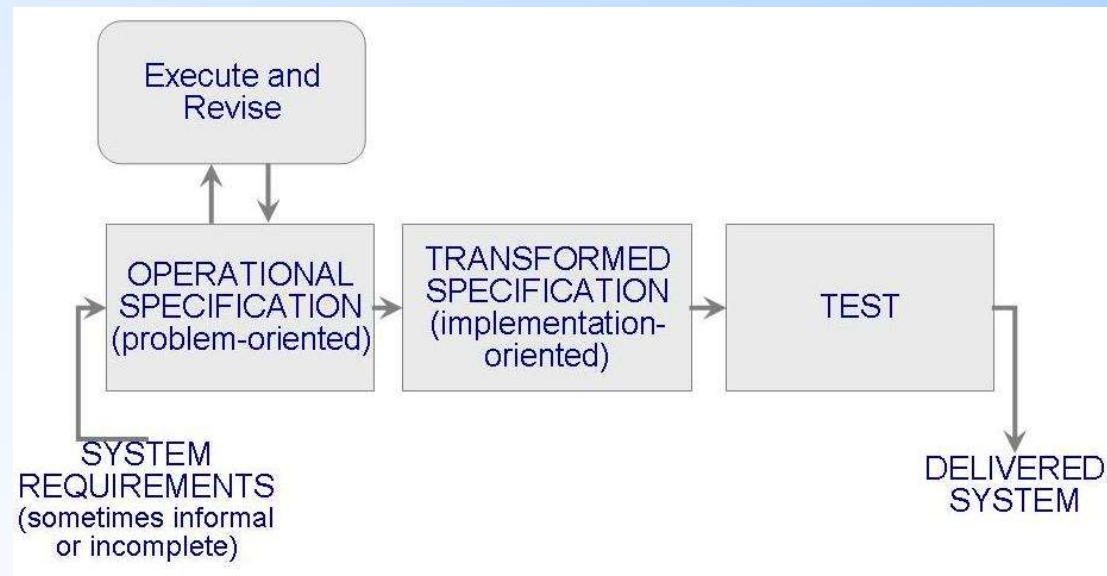 Execute and
Revise
OPERATIONAL
SPECIFICATION
(problem-oriented)
TRANSFORMED
SPECIFICATION
(implementation-
oriented)
TEST
SYSTEM
REQUIREMENTS
(sometimes informal
or incomplete)
DELIVERED
SYSTEM